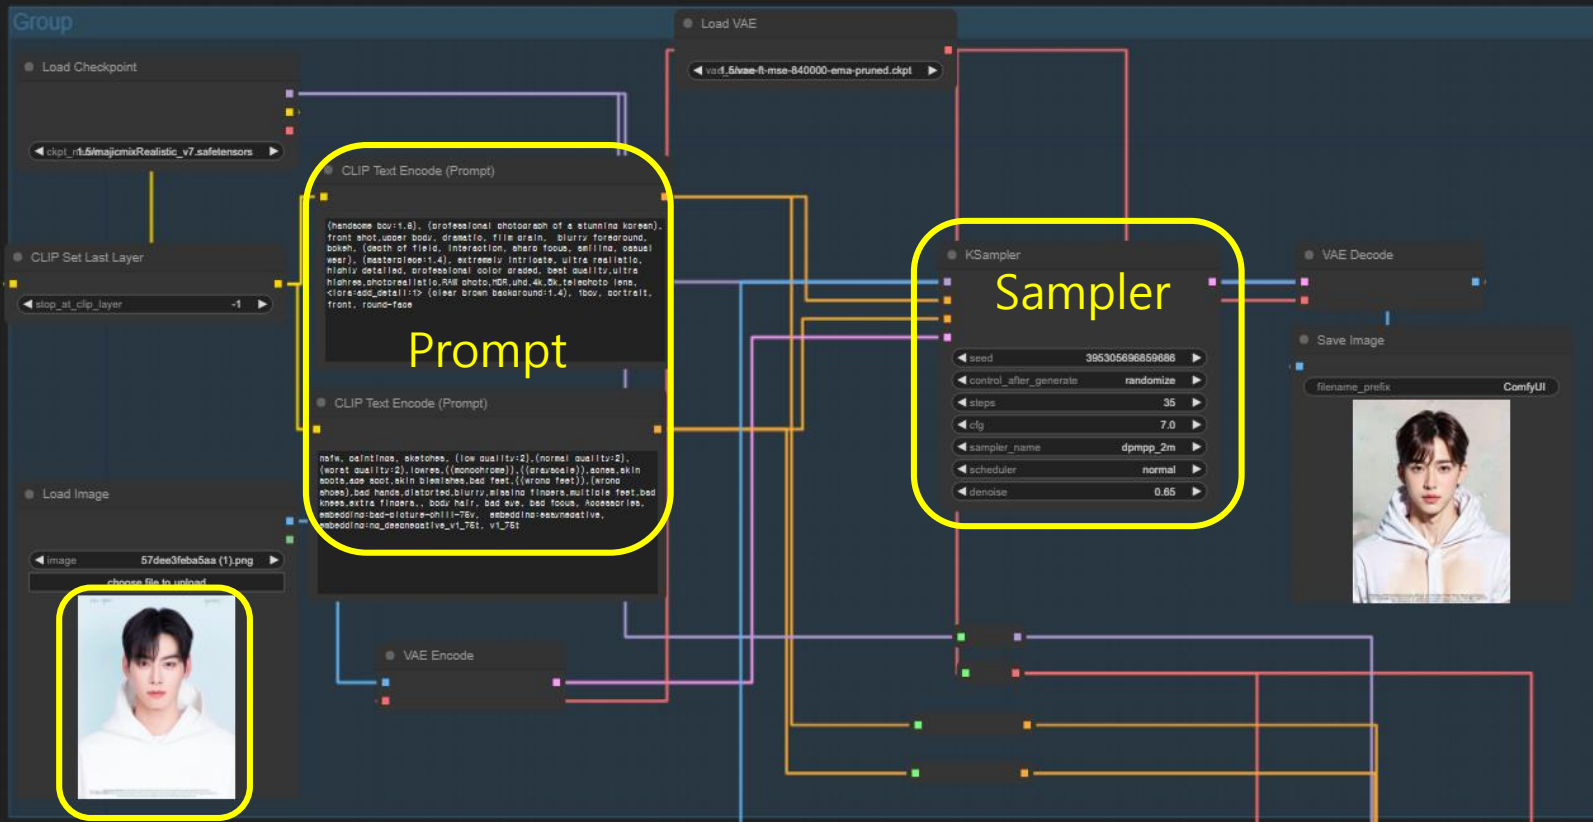 Group
Load Checkpoint
1.5/majicmixRealistic_v7.safetensors
CLIP Set Last Layer
stop_at_clip_layer -1
Load Image
image 57dee3feba5aa (1).png
choose file to upload
CLIP Text Encode (Prompt)
(handsome boy:1.8), (professional photograph of a stunning korean),
front shot,upper body, dramatic, film grain, blurry foreground,
bokeh, (depth of field, interaction, sharp focus, smiling, casual
wear), (masterpiece:1.4), extremely intricate, ultra realistic,
highly detailed, professional color graded, best quality,ultra
highres,photorealistic,RAW photo,HDR,uhd,4k,8k,telephoto lens,
<lora:add_detail:1> (clear brown background:1.4), 1boy, portrait,
front, round-face
Prompt
CLIP Text Encode (Prompt)
nsfw, paintings, sketches, (low quality:2),(normal quality:2),
(worst quality:2),lowres,((monochrome)),((grayscale)),acnes,skin
spots,age spot,skin blemishes,bad feet,((wrong feet)),(wrong
shoes),bad hands,distorted,blurry,missing fingers,multiple feet,bad
knees,extra fingers,, body hair, bad eye, bad focus, Accessories,
embedding:bad-picture-chill-75v, embedding:easynegative,
embedding:ng_deepnegative_v1_75t, v1_75t
VAE Encode
Load VAE
1.5/vae-ft-mse-840000-ema-pruned.ckpt
KSampler
Sampler
seed 395305696859686
control_after_generate randomize
steps 35
cfg 7.0
sampler_name dpmpp_2m
scheduler normal
denoise 0.65
VAE Decode
Save Image
filename_prefix ComfyUI